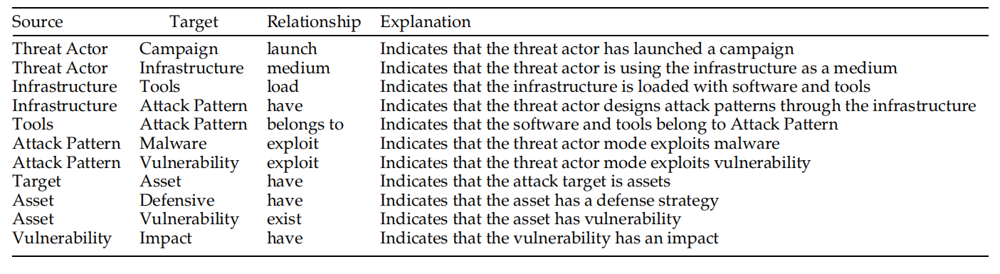 Source Target Relationship Explanation
Threat Actor Campaign launch Indicates that the threat actor has launched a campaign
Threat Actor Infrastructure medium Indicates that the threat actor is using the infrastructure as a medium
Infrastructure Tools load Indicates that the infrastructure is loaded with software and tools
Infrastructure Attack Pattern have Indicates that the threat actor designs attack patterns through the infrastructure
Tools Attack Pattern belongs to Indicates that the software and tools belong to Attack Pattern
Attack Pattern Malware exploit Indicates that the threat actor mode exploits malware
Attack Pattern Vulnerability exploit Indicates that the threat actor mode exploits vulnerability
Target Asset have Indicates that the attack target is assets
Asset Defensive have Indicates that the asset has a defense strategy
Asset Vulnerability exist Indicates that the asset has vulnerability
Vulnerability Impact have Indicates that the vulnerability has an impact